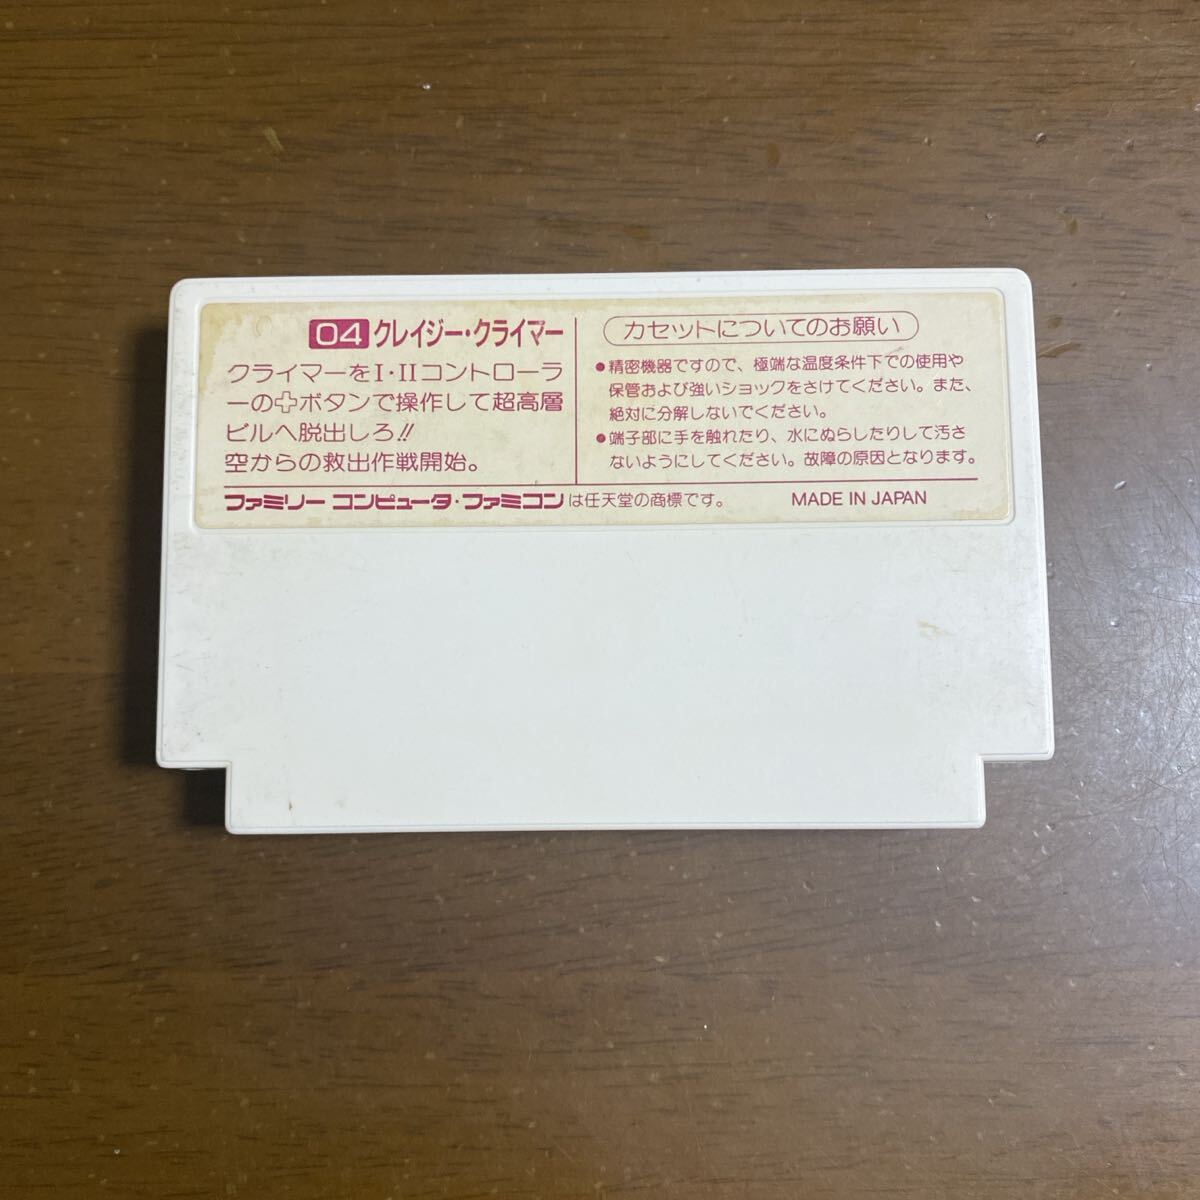 04 クレイジー・クライマー
クライマーをI・IIコントローラ
ーの✚ボタンで操作して超高層
ビルへ脱出しろ!!
空からの救出作戦開始。
カセットについてのお願い
●精密機器ですので、極端な温度条件下での使用や
保管および強いショックをさけてください。また、
絶対に分解しないでください。
●端子部に手を触れたり、水にぬらしたりして汚さ
ないようにしてください。故障の原因となります。
ファミリー コンピュータ・ファミコンは任天堂の商標です。 MADE IN JAPAN